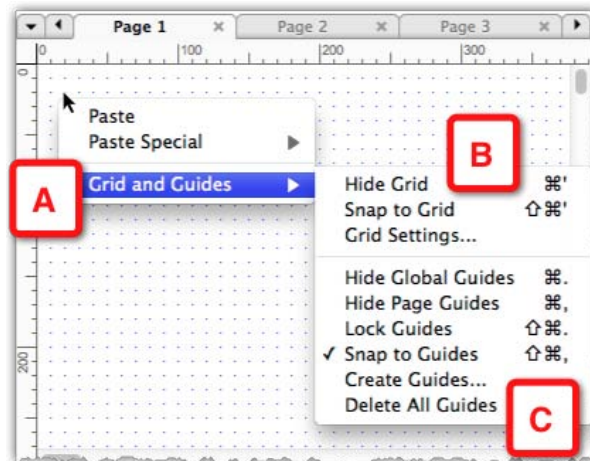 Page 1 × Page 2 × Page 3 ×
0 100 200 300
0
Paste
Paste Special
A
Grid and Guides
B
Hide Grid ⌘'
Snap to Grid ⇧⌘'
Grid Settings...
Hide Global Guides ⌘.
Hide Page Guides ⌘,
Lock Guides ⇧⌘.
✓ Snap to Guides ⇧⌘,
Create Guides...
Delete All Guides
C
200